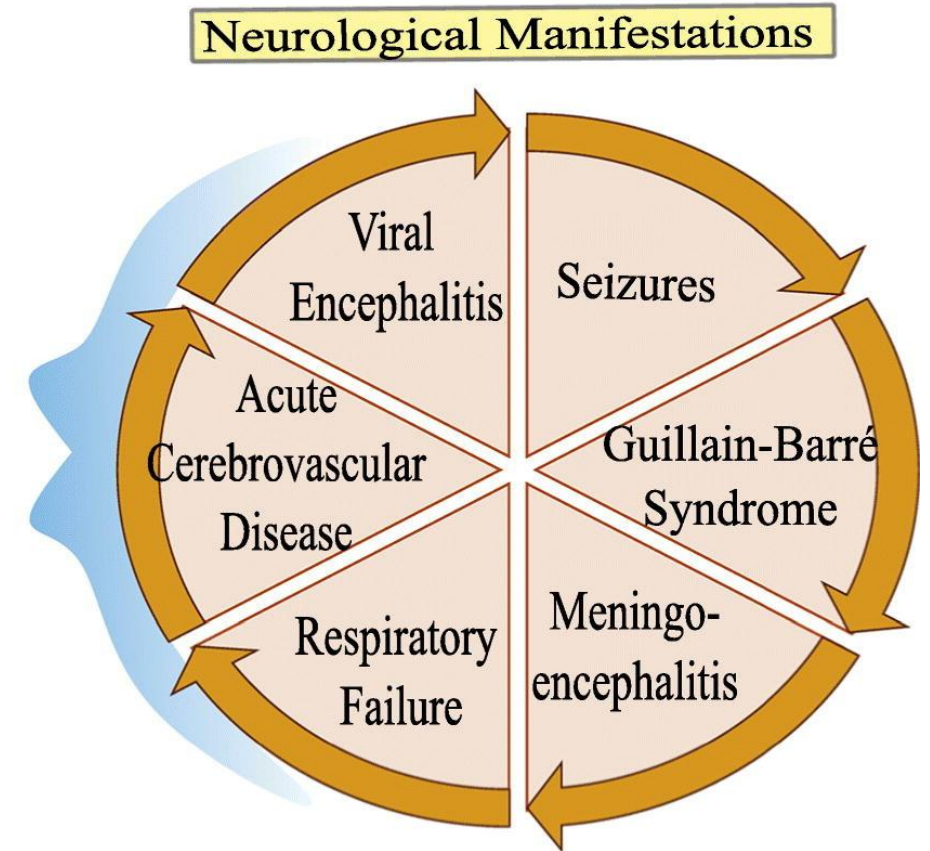 Neurological Manifestations
Viral
Encephalitis
Seizures
Acute
Cerebrovascular
Disease
Guillain-Barré
Syndrome
Respiratory
Failure
Meningo-
encephalitis